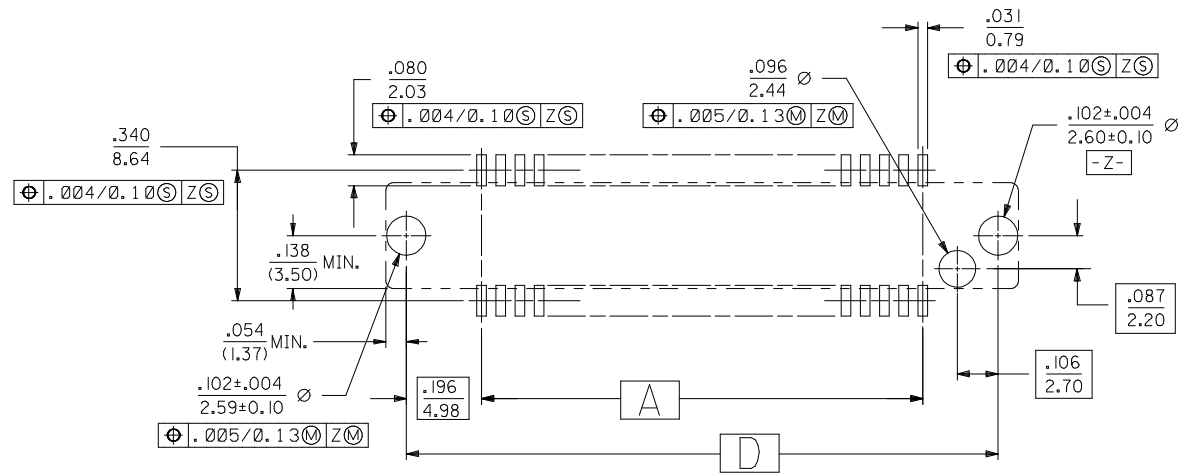 .031
0.79
⌖ .004/0.10Ⓢ ZⓈ
.080
2.03
⌖ .004/0.10Ⓢ ZⓈ
.096 Ø
2.44
⌖ .005/0.13Ⓜ ZⓂ
.102±.004 Ø
2.60±0.10
-Z-
.340
8.64
⌖ .004/0.10Ⓢ ZⓈ
.138 MIN.
(3.50)
.087
2.20
.054 MIN.
(1.37)
.106
2.70
.102±.004 Ø
2.59±0.10
⌖ .005/0.13Ⓜ ZⓂ
.196
4.98
A
D